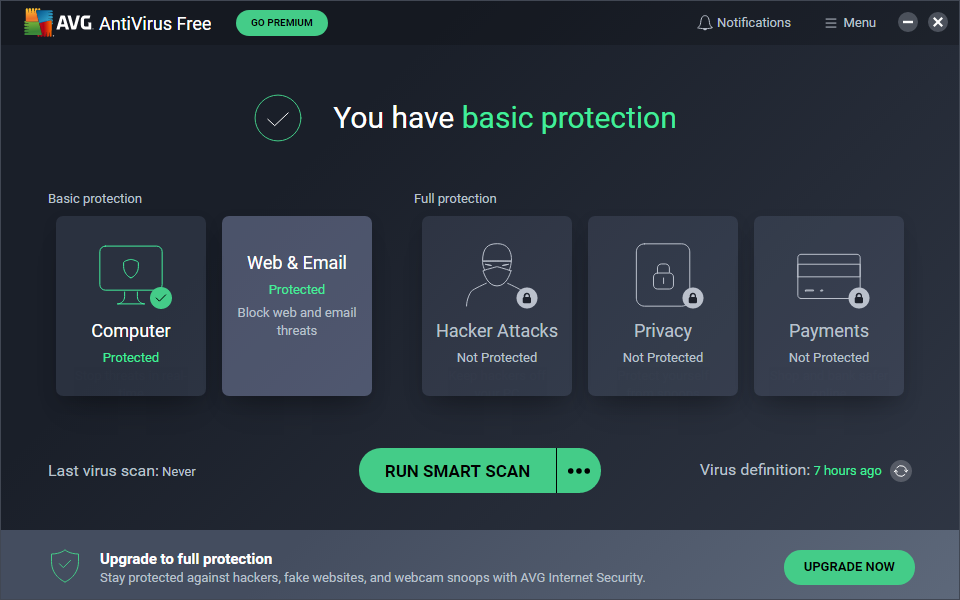 AVG AntiVirus Free
GO PREMIUM
Notifications
Menu
You have basic protection
Basic protection
Full protection
Computer
Protected
Web & Email
Protected
Block web and email
threats
Hacker Attacks
Not Protected
Privacy
Not Protected
Payments
Not Protected
Last virus scan: Never
RUN SMART SCAN
Virus definition: 7 hours ago
Upgrade to full protection
Stay protected against hackers, fake websites, and webcam snoops with AVG Internet Security.
UPGRADE NOW